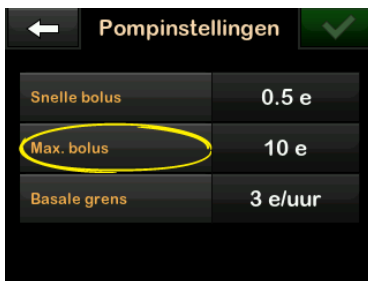 Pompinstellingen
Snelle bolus 0.5 e
Max. bolus 10 e
Basale grens 3 e/uur